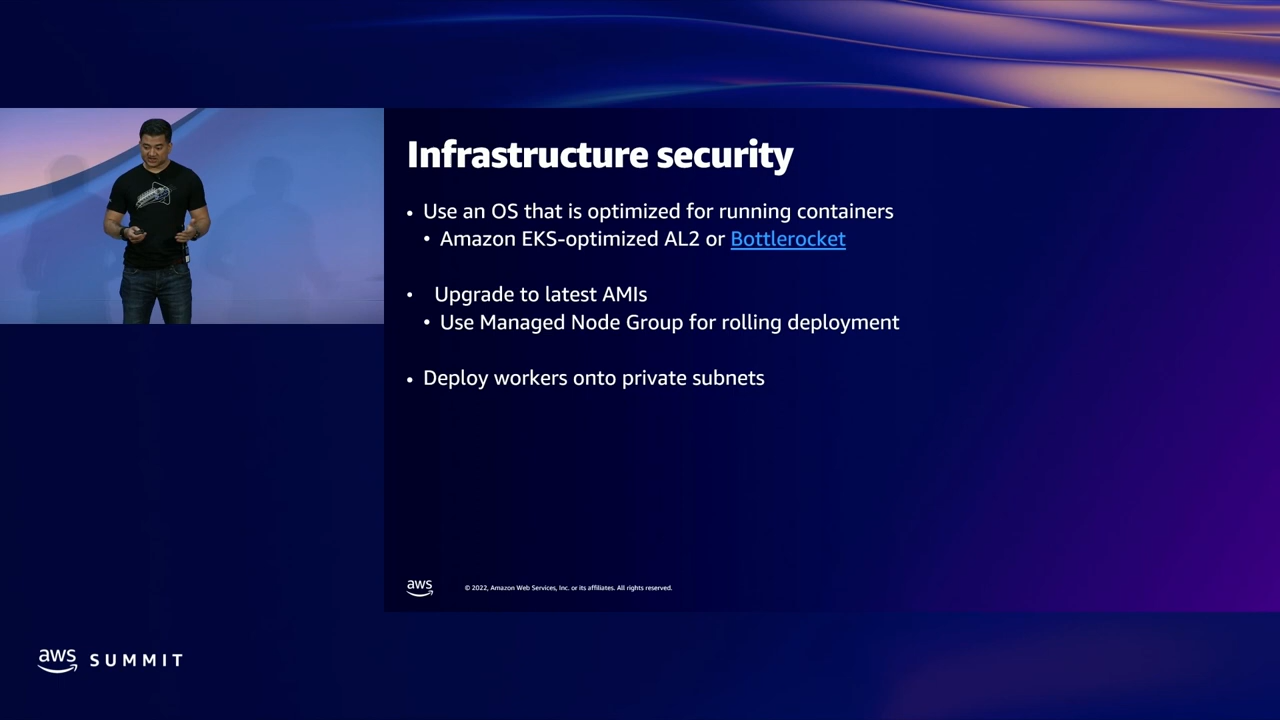 Infrastructure security
• Use an OS that is optimized for running containers
• Amazon EKS-optimized AL2 or Bottlerocket
• Upgrade to latest AMIs
• Use Managed Node Group for rolling deployment
• Deploy workers onto private subnets
aws
© 2022, Amazon Web Services, Inc. or its affiliates. All rights reserved.
aws SUMMIT